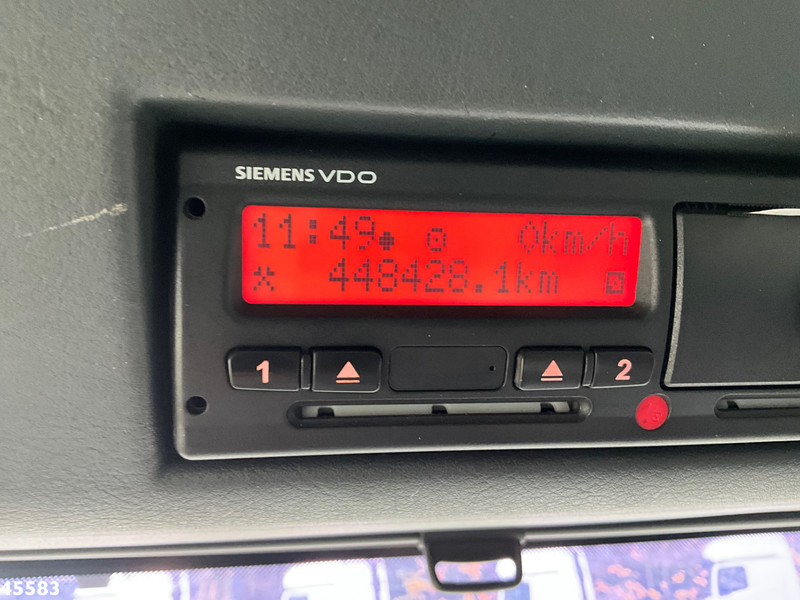 SIEMENS VDO
11:49 0km/h
448428.1km
1 2
45583